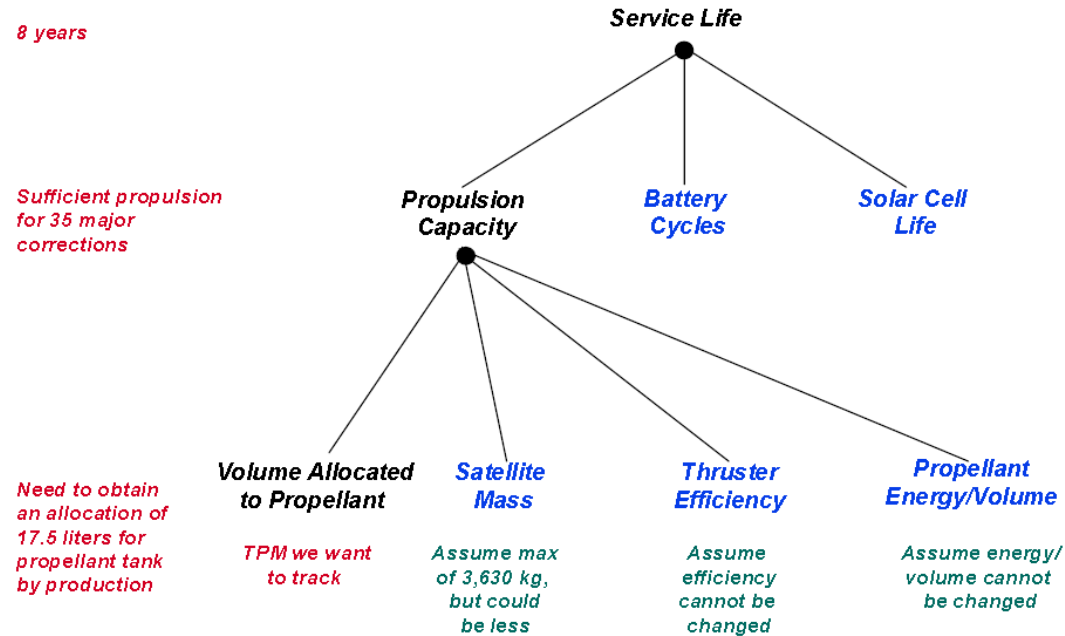 Service Life
8 years
Sufficient propulsion
for 35 major
corrections
Propulsion
Capacity
Battery
Cycles
Solar Cell
Life
Need to obtain
an allocation of
17.5 liters for
propellant tank
by production
Volume Allocated
to Propellant
Satellite
Mass
Thruster
Efficiency
Propellant
Energy/Volume
TPM we want
to track
Assume max
of 3,630 kg,
but could
be less
Assume
efficiency
cannot be
changed
Assume energy/
volume cannot
be changed